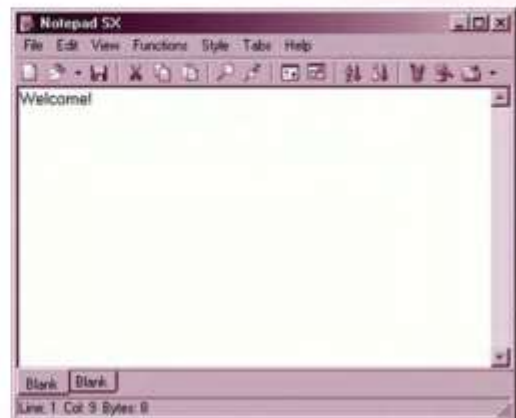 Notepad SX
File Edit View Functions Style Tabs Help
Welcome!
Blank Blank
Line: 1 Col: 9 Bytes: 8